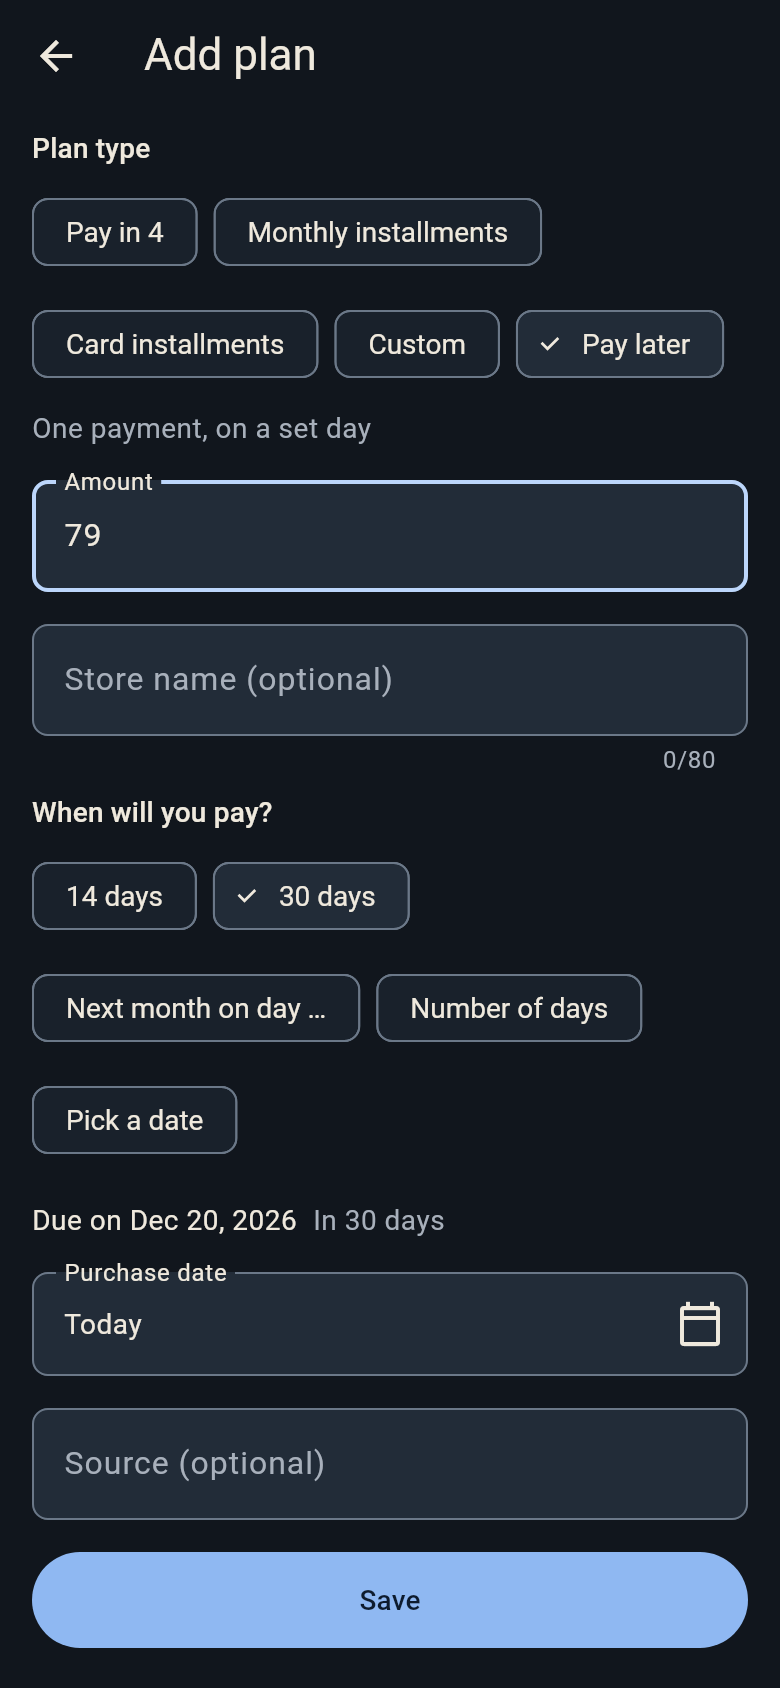 Add plan
Plan type
Pay in 4
Monthly installments
Card installments
Custom
Pay later
One payment, on a set day
Amount
79
Store name (optional)
0/80
When will you pay?
14 days
30 days
Next month on day ...
Number of days
Pick a date
Due on Dec 20, 2026 In 30 days
Purchase date
Today
Source (optional)
Save